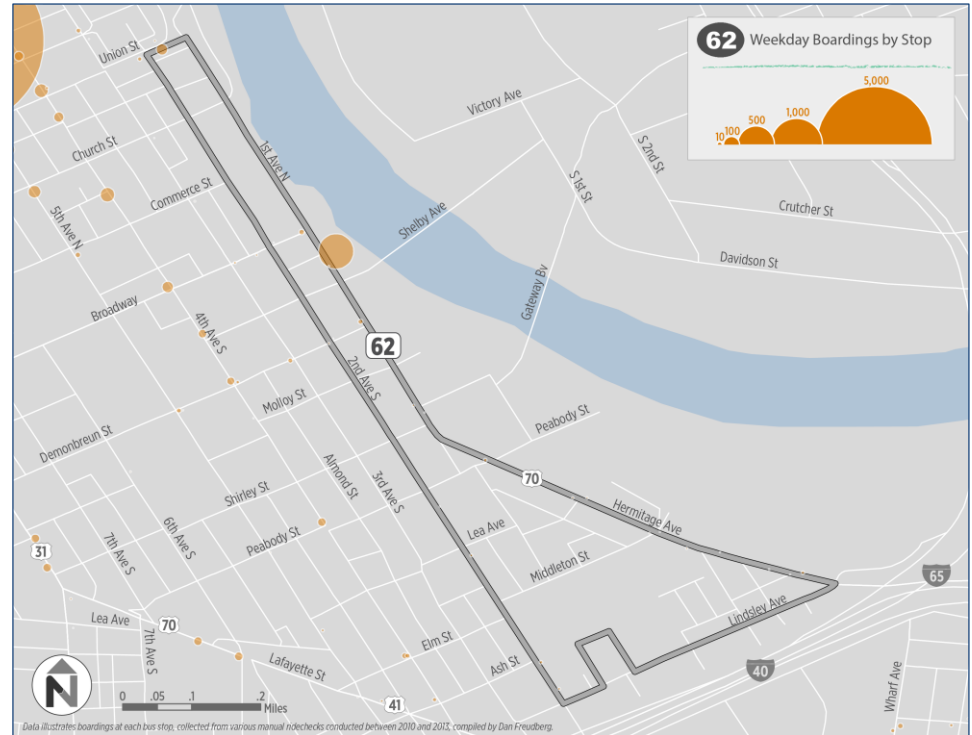 62 Weekday Boardings by Stop
5,000
1,000
500
100
10
Union St
Victory Ave
S 2nd St
Church St
1st Ave N
S 1st St
Commerce St
Crutcher St
5th Ave N
Shelby Ave
Davidson St
Gateway Bv
Broadway
4th Ave S
62
2nd Ave S
Molloy St
Peabody St
Demonbreun St
Almond St
3rd Ave S
70
Shirley St
Hermitage Ave
6th Ave S
Lea Ave
Peabody St
7th Ave S
31
Middleton St
65
Lindsley Ave
Lea Ave
70
7th Ave S
Elm St
Lafayette St
Ash St
40
Wharf Ave
N
0 .05 .1 .2
Miles
41
Data illustrates boardings at each bus stop, collected from various manual ridechecks conducted between 2010 and 2013, compiled by Dan Freudberg.